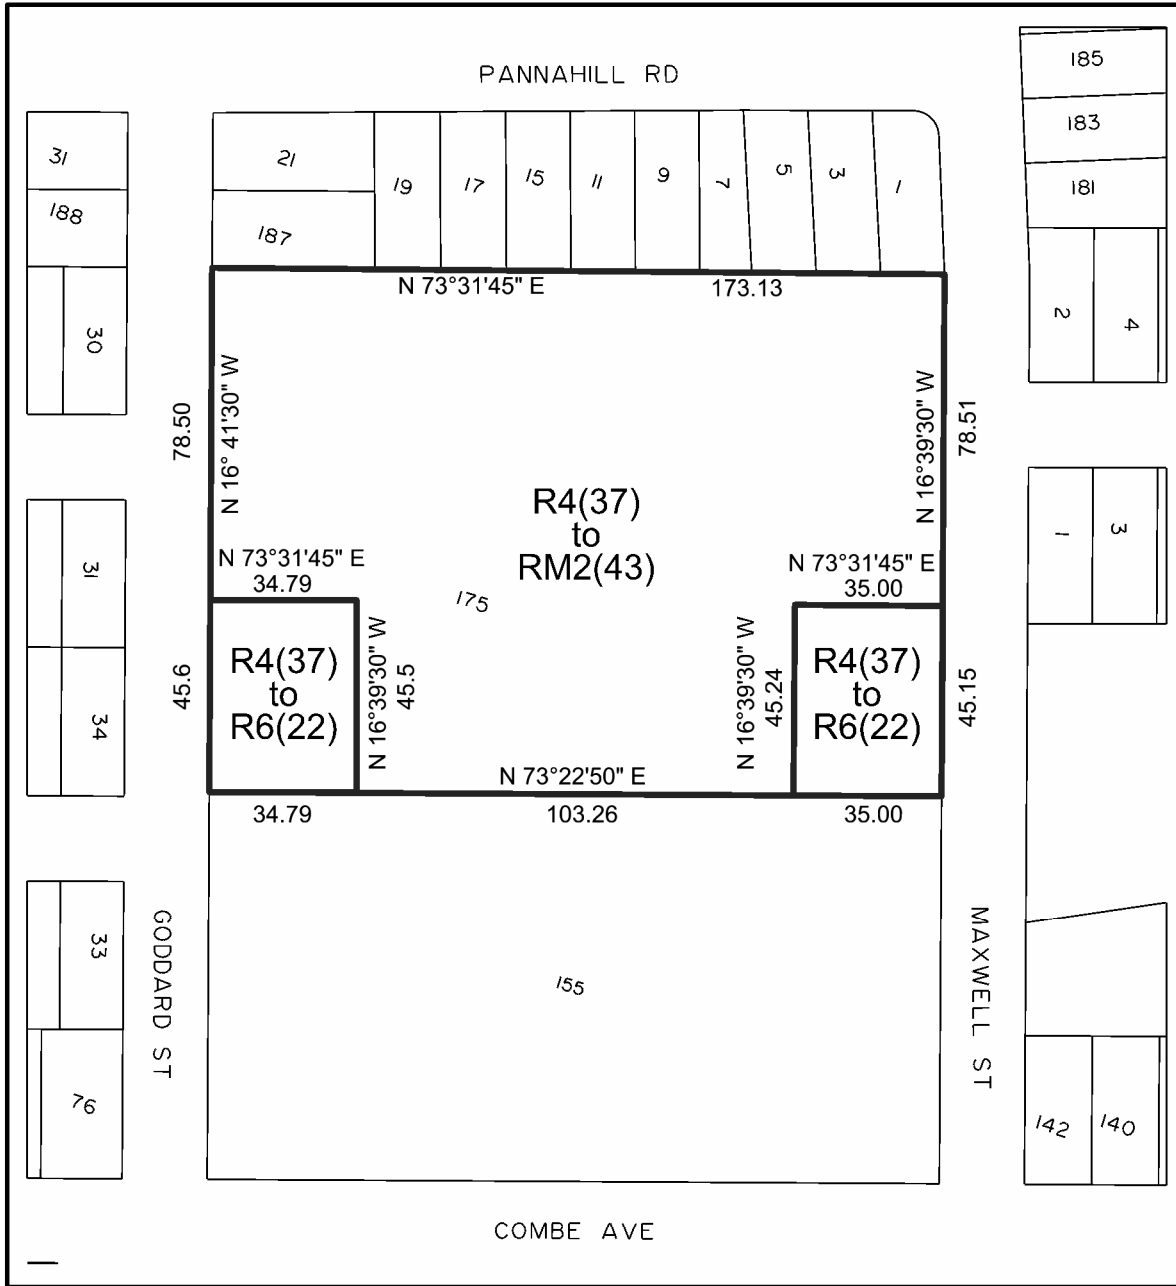 PANNAHILL RD
185
183
181
31
188
30
21
187
19
17
15
11
9
7
5
3
1
2
4
N 73°31'45" E
173.13
78.50
N 16° 41'30" W
N 16°39'30" W
78.51
R4(37)
to
RM2(43)
1
3
31
34
N 73°31'45" E
34.79
175
N 73°31'45" E
35.00
45.6
R4(37)
to
R6(22)
N 16°39'30" W
45.5
N 16°39'30" W
45.24
R4(37)
to
R6(22)
45.15
N 73°22'50" E
34.79
103.26
35.00
GODDARD ST
MAXWELL ST
33
76
155
142
140
COMBE AVE